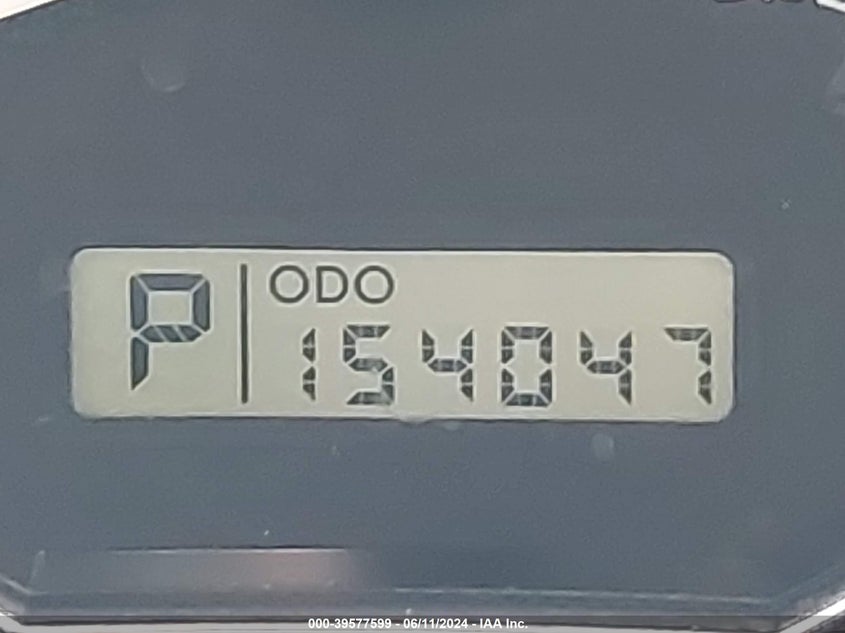 P
ODO
154047
000-39577599 - 06/11/2024 - IAA Inc.